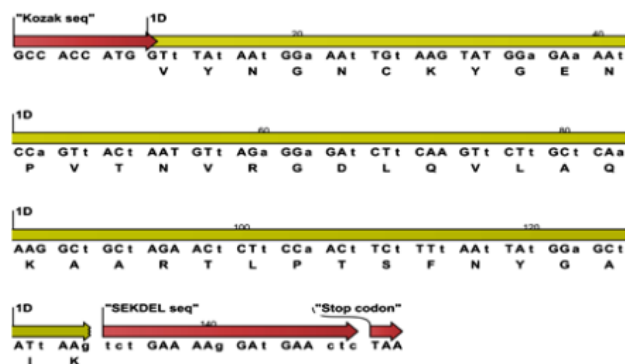 "Kozak seq" 1D
20 40
GCC ACC ATG GTt TAt AAt GGa AAt TGt AAG TAT GGa GAa AAt
V Y N G N C K Y G E N
1D
60 80
CCa GTt ACt AAT GTt AGa GGa GAt CTt CAA GTt CTt GCt CAa
P V T N V R G D L Q V L A Q
1D
100 120
AAG GCt GCt AGA ACt CTt CCa ACt TCt TTt AAt TAt GGa GCt
K A A R T L P T S F N Y G A
1D "SEKDEL seq" "Stop codon"
140
ATt AAg tct GAA AAg GAt GAA ctc TAA
I K